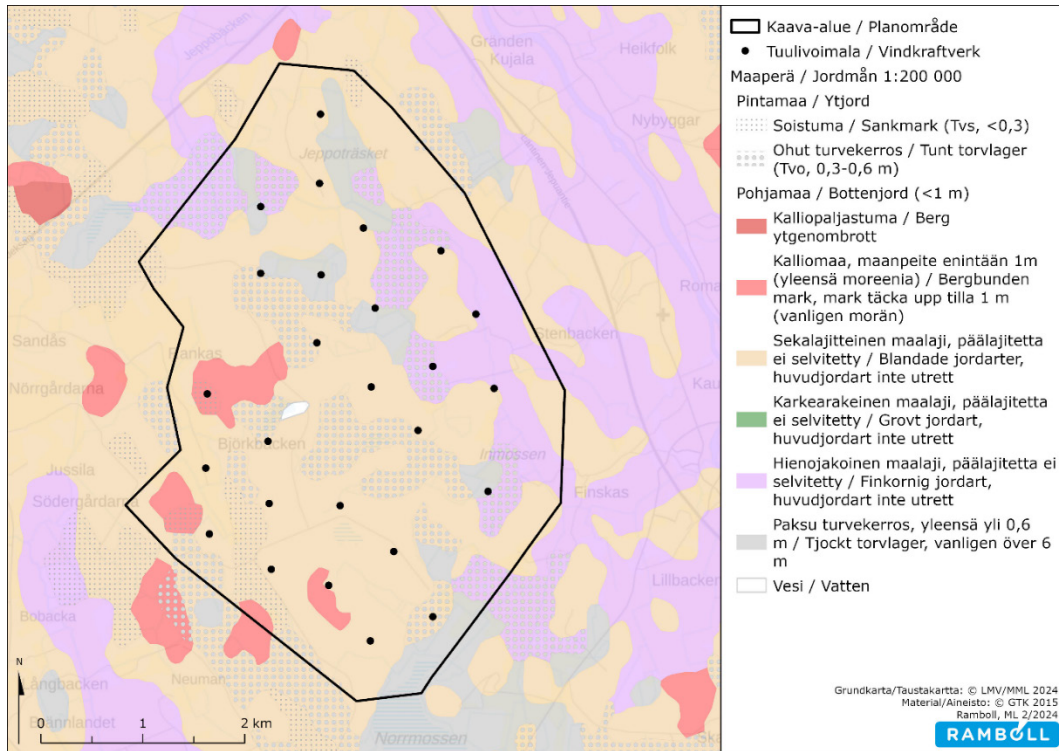 Jeppobäcken
Granden
Kujala
Heikfolk
Nybyggar
Jeppoträsket
Roma
Stenbacken
Sandås
Rankas
Nörrgårdarna
Kau
Björkbacken
Inmossen
Jussila
Södergårdarna
Finskas
Lillbacken
Bobacka
Neuman
Långbacken
Brännlandet
Norrmossen
Ska
N
0 1 2 km
Kaava-alue / Planområde
Tuulivoimala / Vindkraftverk
Maaperä / Jordmån 1:200 000
Pintamaa / Ytjord
Soistuma / Sankmark (Tvs, <0,3)
Ohut turvekerros / Tunt torvlager
(Tvo, 0,3-0,6 m)
Pohjamaa / Bottenjord (<1 m)
Kalliopaljastuma / Berg
ytgenombrott
Kalliomaa, maanpeite enintään 1m
(yleensä moreenia) / Bergbunden
mark, mark täcka upp tilla 1 m
(vanligen morän)
Sekalajitteinen maalaji, päälajitetta
ei selvitetty / Blandade jordarter,
huvudjordart inte utrett
Karkearakeinen maalaji, päälajitetta
ei selvitetty / Grovt jordart,
huvudjordart inte utrett
Hienojakoinen maalaji, päälajitetta ei
selvitetty / Finkornig jordart,
huvudjordart inte utrett
Paksu turvekerros, yleensä yli 0,6
m / Tjockt torvlager, vanligen över 6
m
Vesi / Vatten
Grundkarta/Taustakartta: © LMV/MML 2024
Material/Aineisto: © GTK 2015
Ramboll, ML 2/2024
RAMBOLL